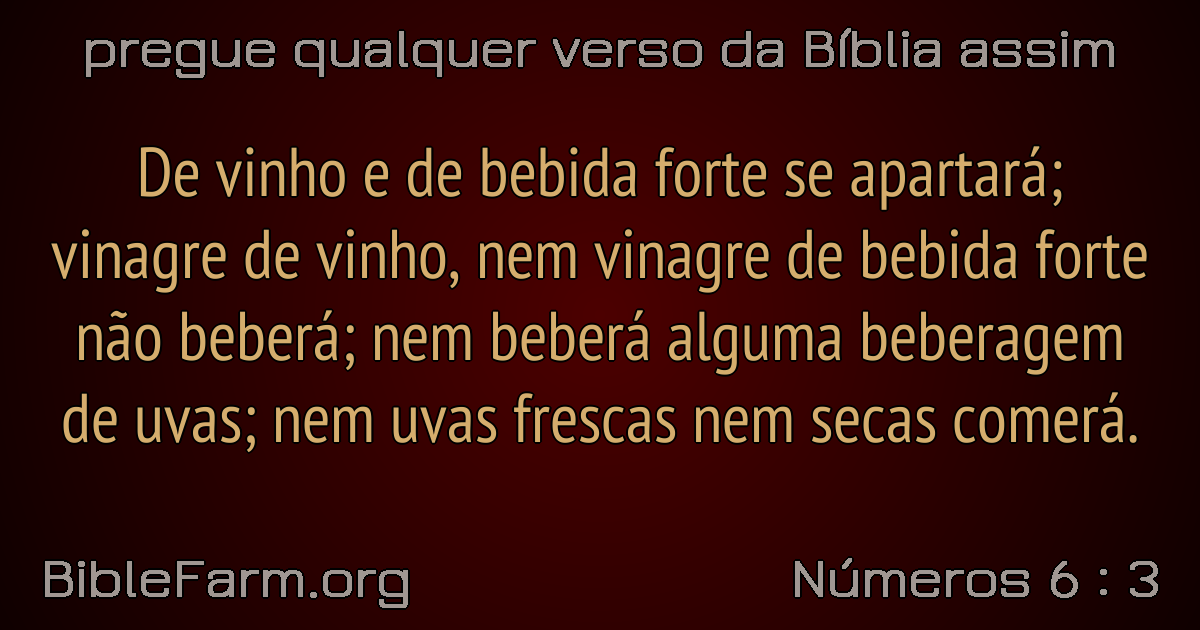 pregue qualquer verso da Bíblia assim
De vinho e de bebida forte se apartará;
vinagre de vinho, nem vinagre de bebida forte
não beberá; nem beberá alguma beberagem
de uvas; nem uvas frescas nem secas comerá.
BibleFarm.org
Números 6 : 3